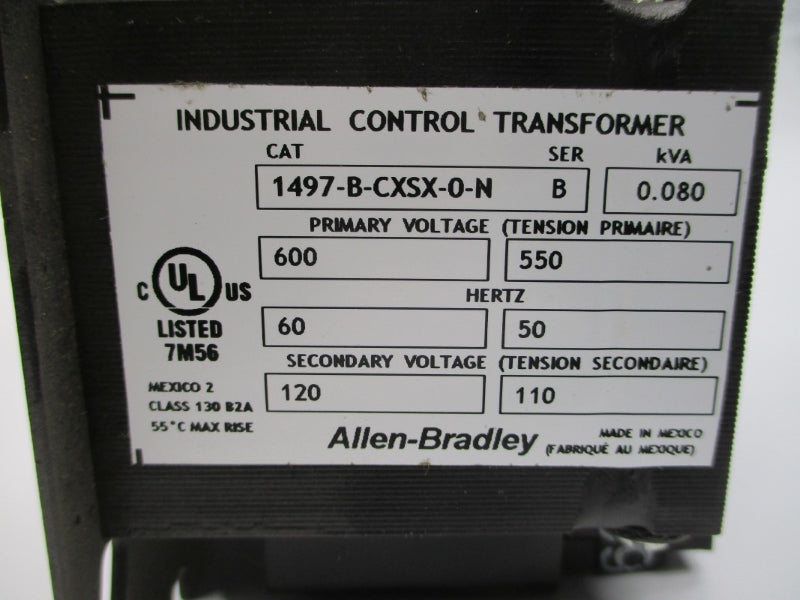 INDUSTRIAL CONTROL TRANSFORMER
CAT SER kVA
1497-B-CXSX-0-N B 0.080
PRIMARY VOLTAGE (TENSION PRIMAIRE)
600 550
HERTZ
60 50
SECONDARY VOLTAGE (TENSION SECONDAIRE)
120 110
C UL US
LISTED
7M56
MEXICO 2
CLASS 130 B2A
55°C MAX RISE
Allen-Bradley
MADE IN MEXICO
(FABRIQUÉ AU MEXIQUE)